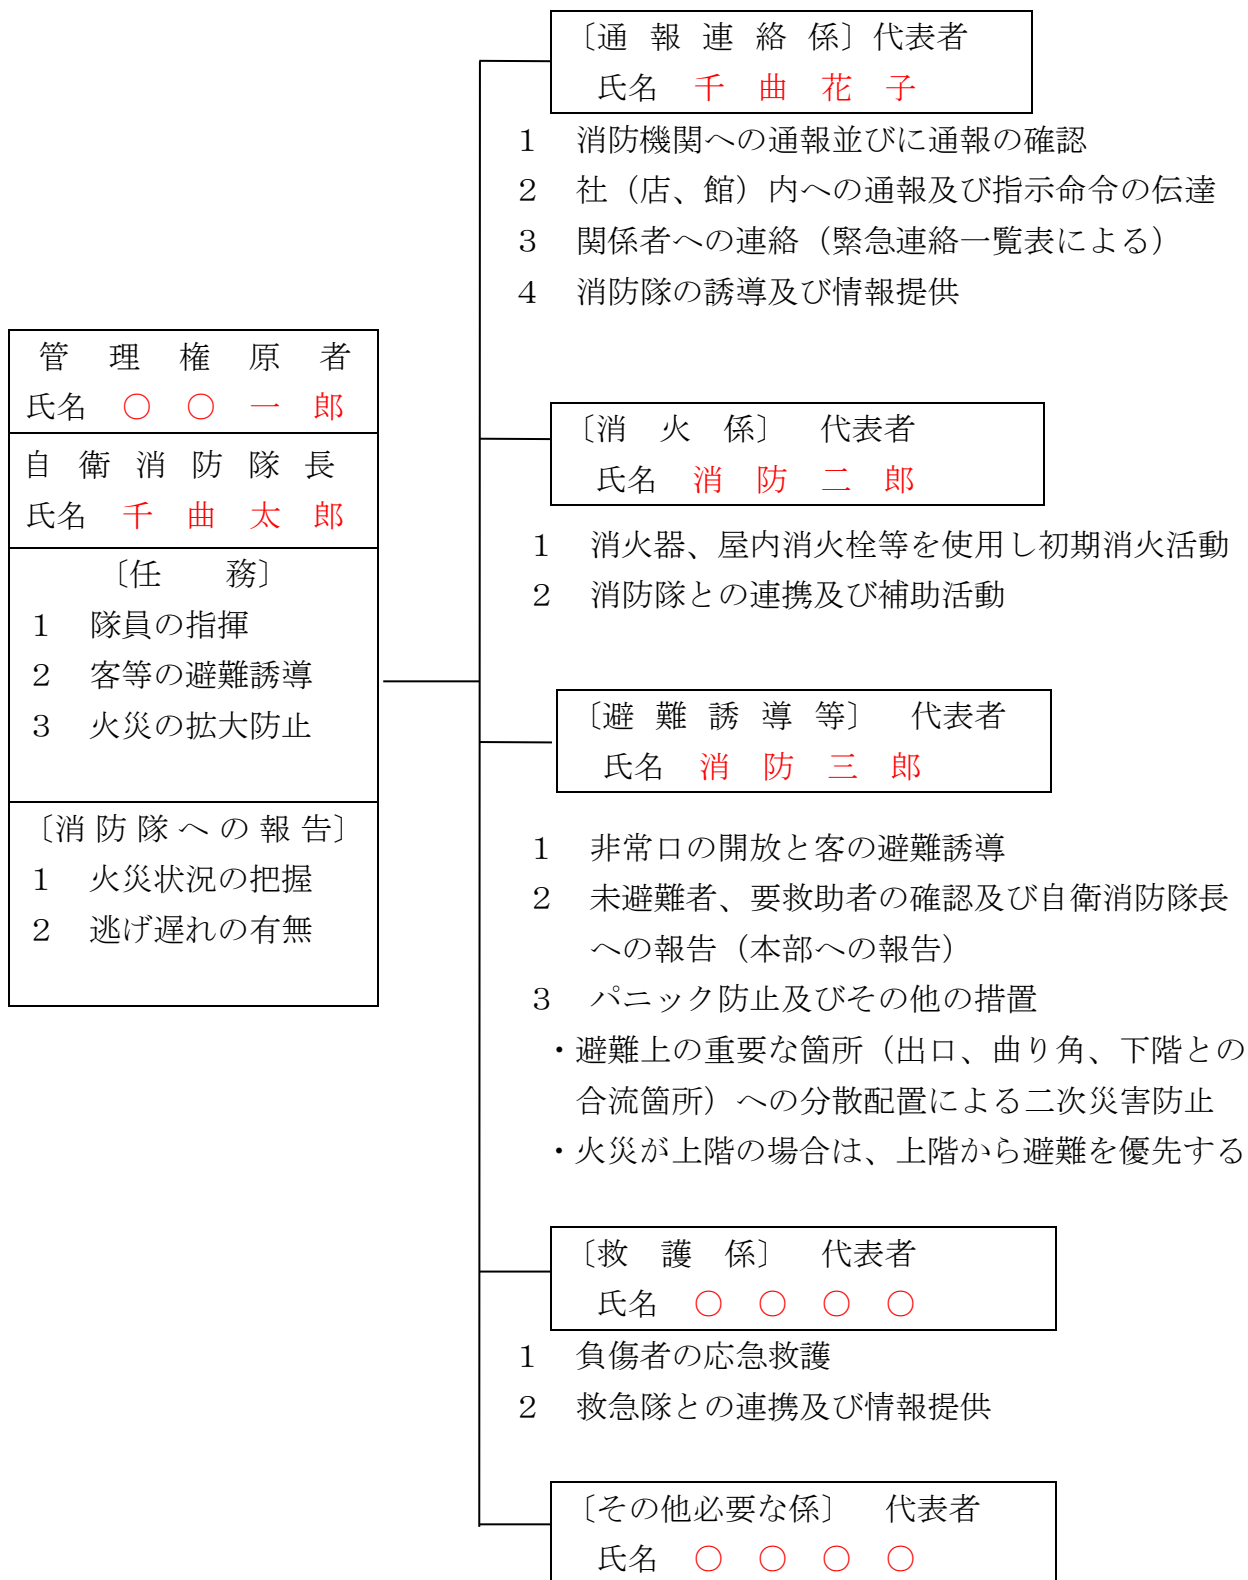 管理権原者
氏名 〇〇一郎
自衛消防隊長
氏名 千曲太郎
〔任務〕
１ 隊員の指揮
２ 客等の避難誘導
３ 火災の拡大防止
〔消防隊への報告〕
１ 火災状況の把握
２ 逃げ遅れの有無
〔通報連絡係〕代表者
氏名 千曲花子
１ 消防機関への通報並びに通報の確認
２ 社（店、館）内への通報及び指示命令の伝達
３ 関係者への連絡（緊急連絡一覧表による）
４ 消防隊の誘導及び情報提供
〔消火係〕 代表者
氏名 消防二郎
１ 消火器、屋内消火栓等を使用し初期消火活動
２ 消防隊との連携及び補助活動
〔避難誘導等〕 代表者
氏名 消防三郎
１ 非常口の開放と客の避難誘導
２ 未避難者、要救助者の確認及び自衛消防隊長
への報告（本部への報告）
３ パニック防止及びその他の措置
・避難上の重要な箇所（出口、曲り角、下階との
合流箇所）への分散配置による二次災害防止
・火災が上階の場合は、上階から避難を優先する
〔救護係〕 代表者
氏名 〇〇〇〇
１ 負傷者の応急救護
２ 救急隊との連携及び情報提供
〔その他必要な係〕 代表者
氏名 〇〇〇〇